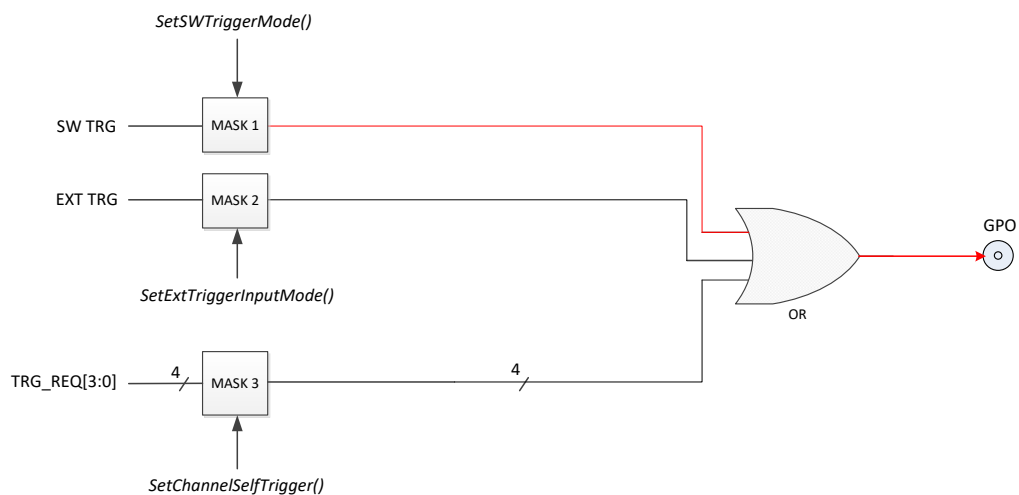 SetSWTriggerMode()
SW TRG
MASK 1
EXT TRG
MASK 2
GPO
SetExtTriggerInputMode()
OR
TRG_REQ[3:0]
4
MASK 3
4
SetChannelSelfTrigger()